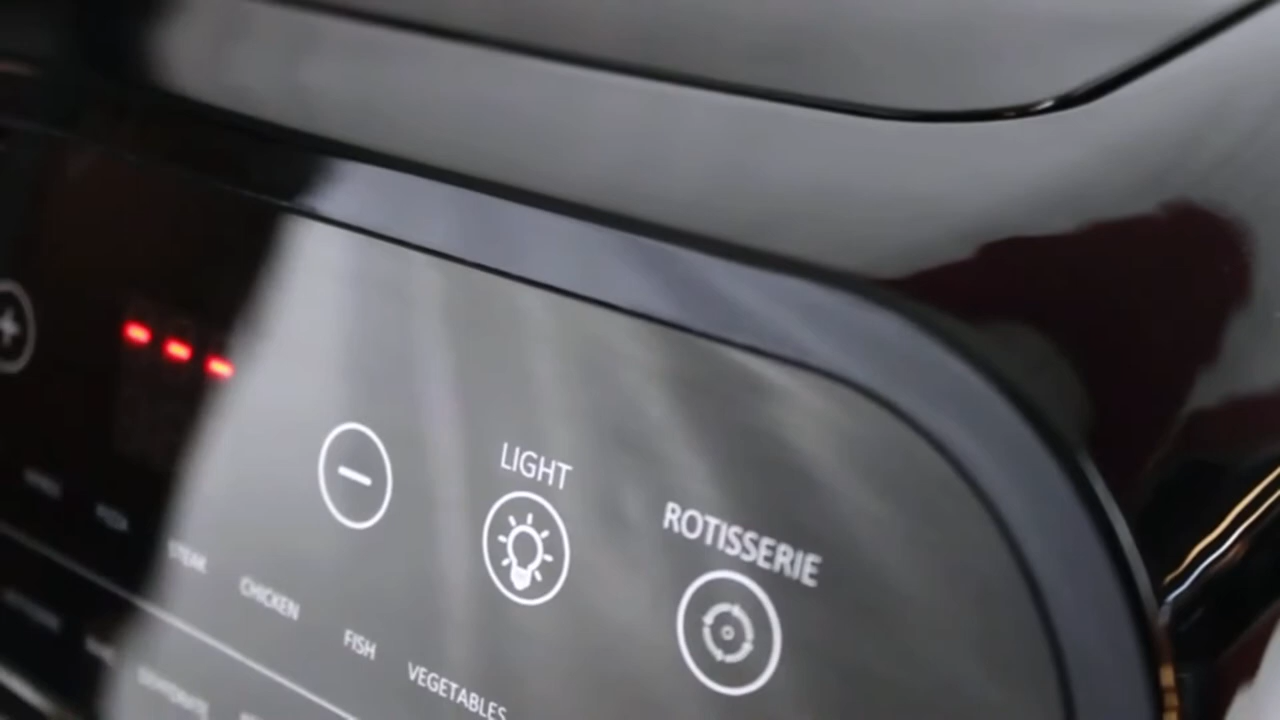 LIGHT
ROTISSERIE
STEAK
CHICKEN
FISH
VEGETABLES